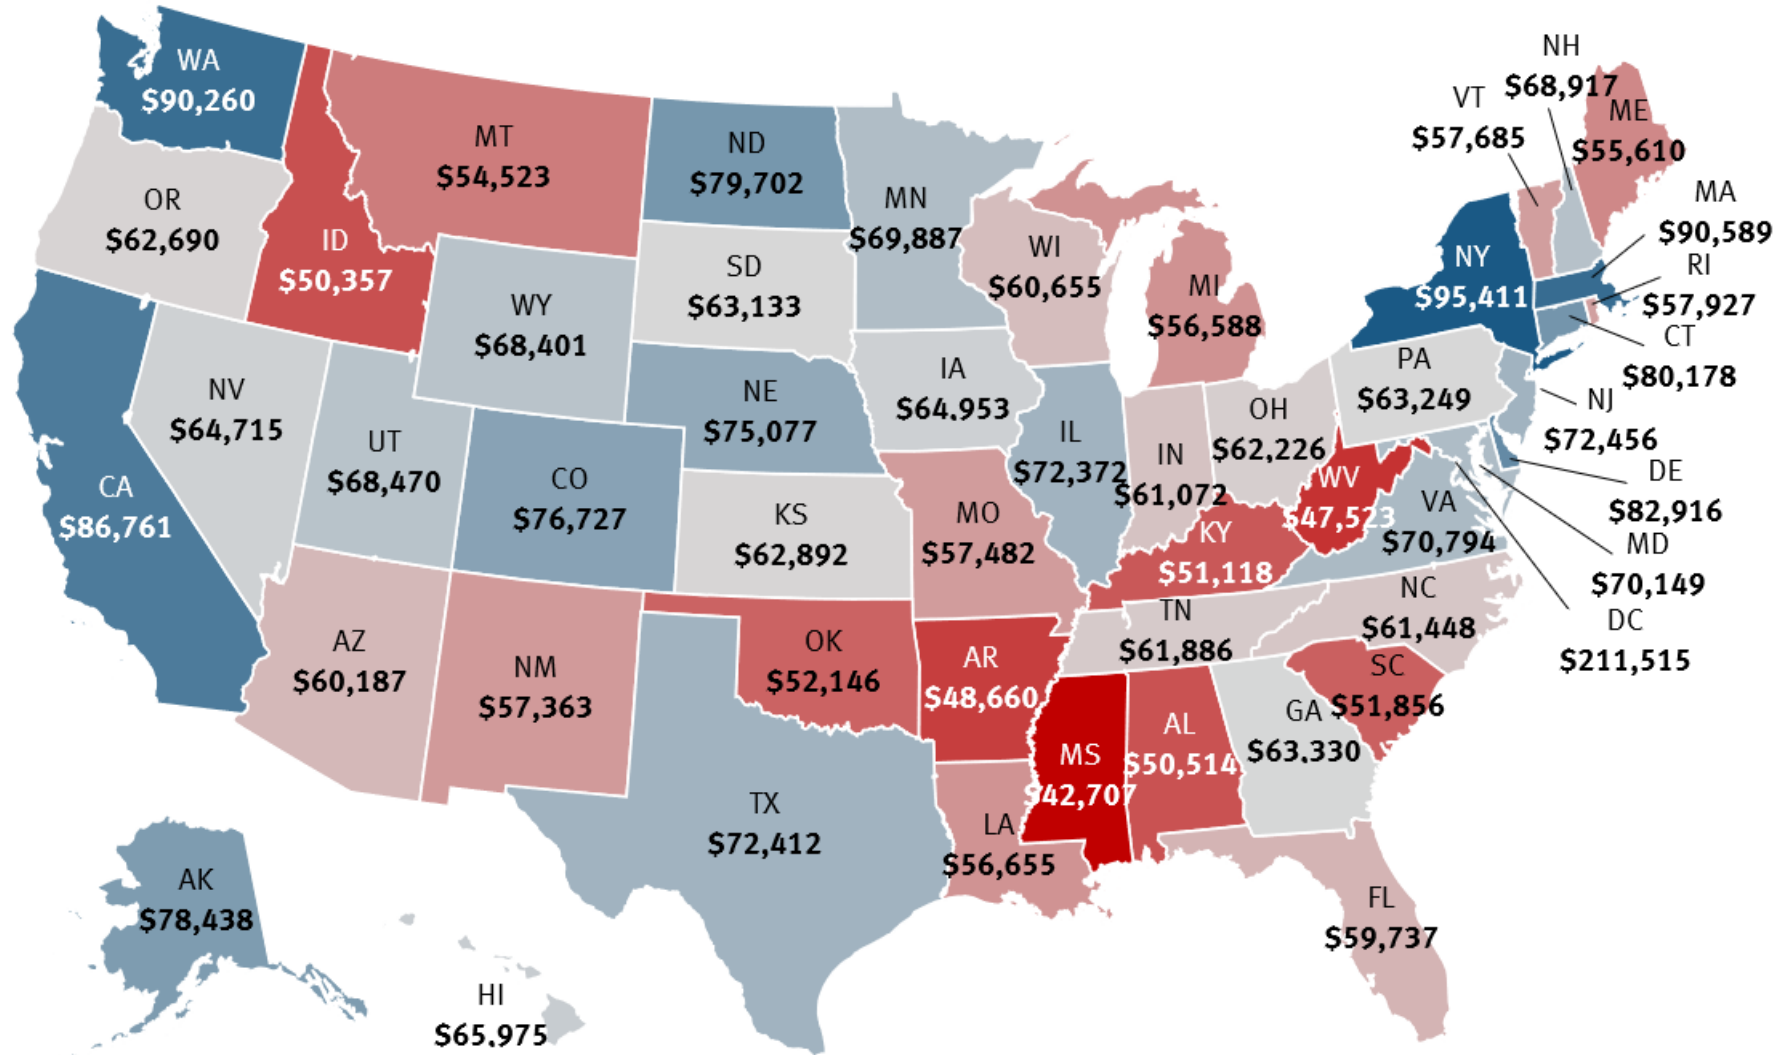 WA
$90,260
OR
$62,690
CA
$86,761
ID
$50,357
NV
$64,715
MT
$54,523
WY
$68,401
UT
$68,470
AZ
$60,187
ND
$79,702
SD
$63,133
NE
$75,077
CO
$76,727
KS
$62,892
NM
$57,363
OK
$52,146
TX
$72,412
MN
$69,887
IA
$64,953
MO
$57,482
AR
$48,660
LA
$56,655
WI
$60,655
IL
$72,372
MI
$56,588
IN
$61,072
OH
$62,226
KY
$51,118
TN
$61,886
MS
$42,707
AL
$50,514
GA
$63,330
FL
$59,737
SC
$51,856
NC
$61,448
VA
$70,794
WV
$47,523
PA
$63,249
NY
$95,411
VT
$57,685
NH
$68,917
ME
$55,610
MA
$90,589
RI
$57,927
CT
$80,178
NJ
$72,456
DE
$82,916
MD
$70,149
DC
$211,515
AK
$78,438
HI
$65,975